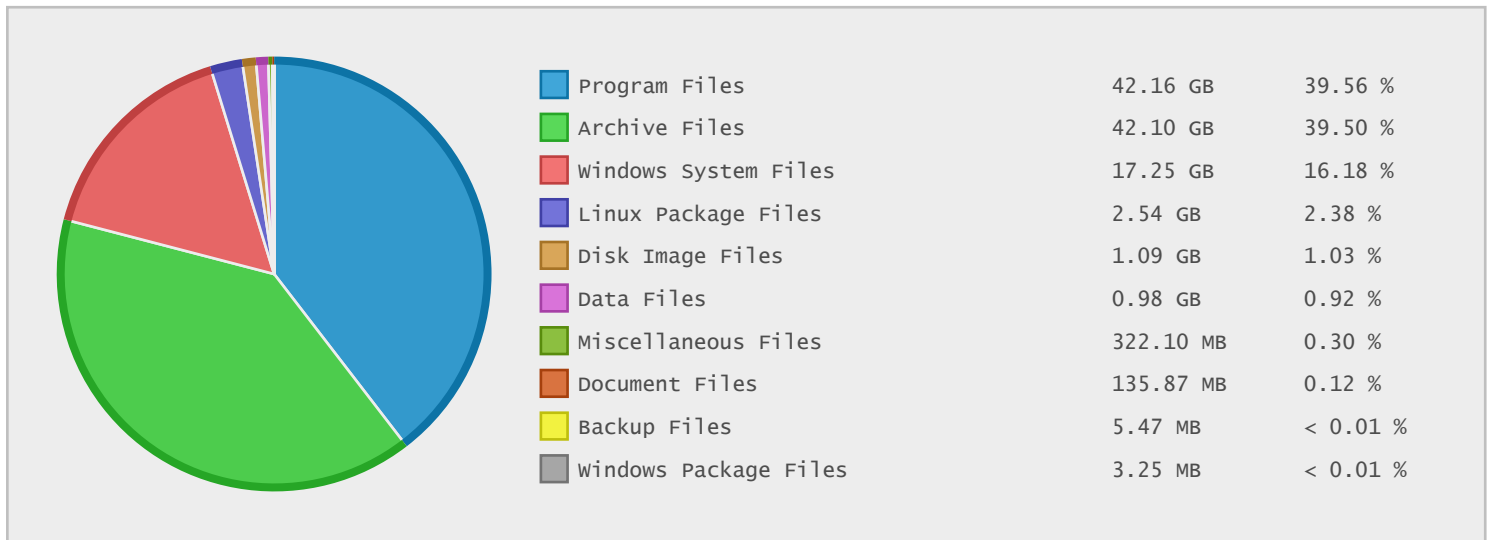 Program Files 42.16 GB 39.56 %
Archive Files 42.10 GB 39.50 %
Windows System Files 17.25 GB 16.18 %
Linux Package Files 2.54 GB 2.38 %
Disk Image Files 1.09 GB 1.03 %
Data Files 0.98 GB 0.92 %
Miscellaneous Files 322.10 MB 0.30 %
Document Files 135.87 MB 0.12 %
Backup Files 5.47 MB < 0.01 %
Windows Package Files 3.25 MB < 0.01 %